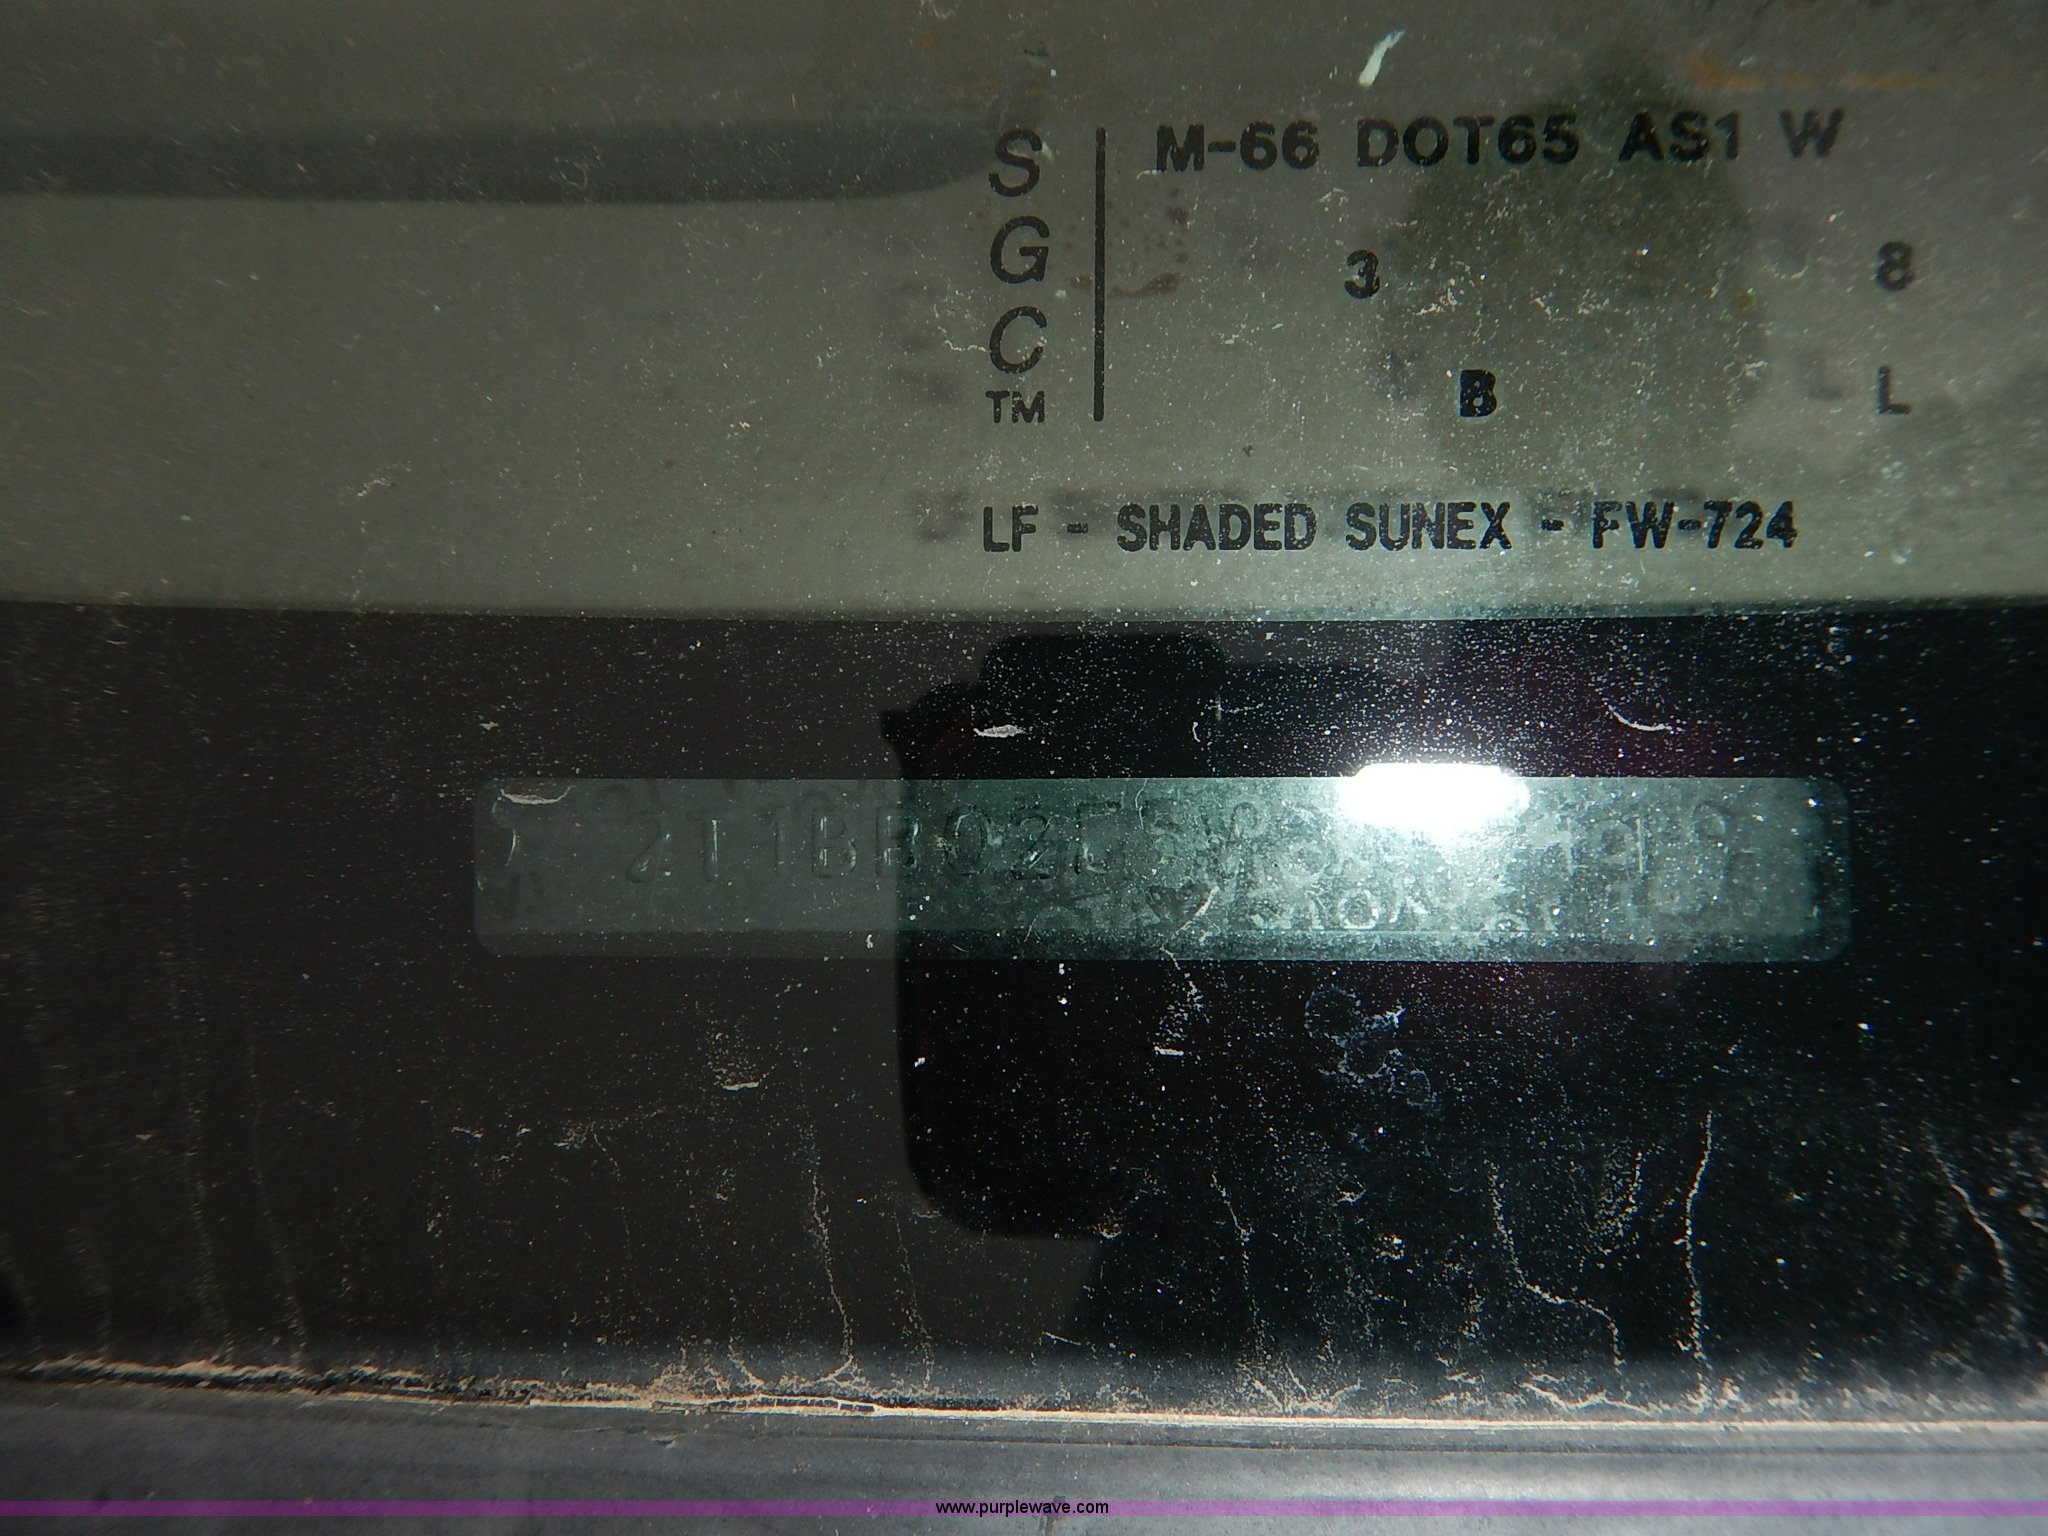 S
G
C
TM
M-66 DOT65 AS1 W
3 8
B L
LF - SHADED SUNEX - FW-724
www.purplewave.com